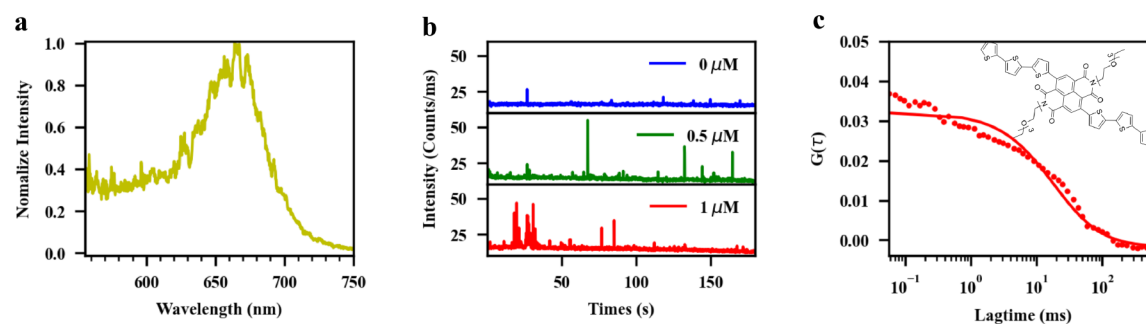 a
1.0
0.8
0.6
0.4
0.2
0.0
Nomalize Intensity
600
650
700
750
Wavelength (nm)
b
50
25
0 μM
50
25
0.5 μM
50
25
1 μM
Intensity (Counts/ms)
50
100
150
Times (s)
c
0.05
0.04
0.03
0.02
0.01
0.00
G(τ)
10⁻¹
10⁰
10¹
10²
Lagtime (ms)